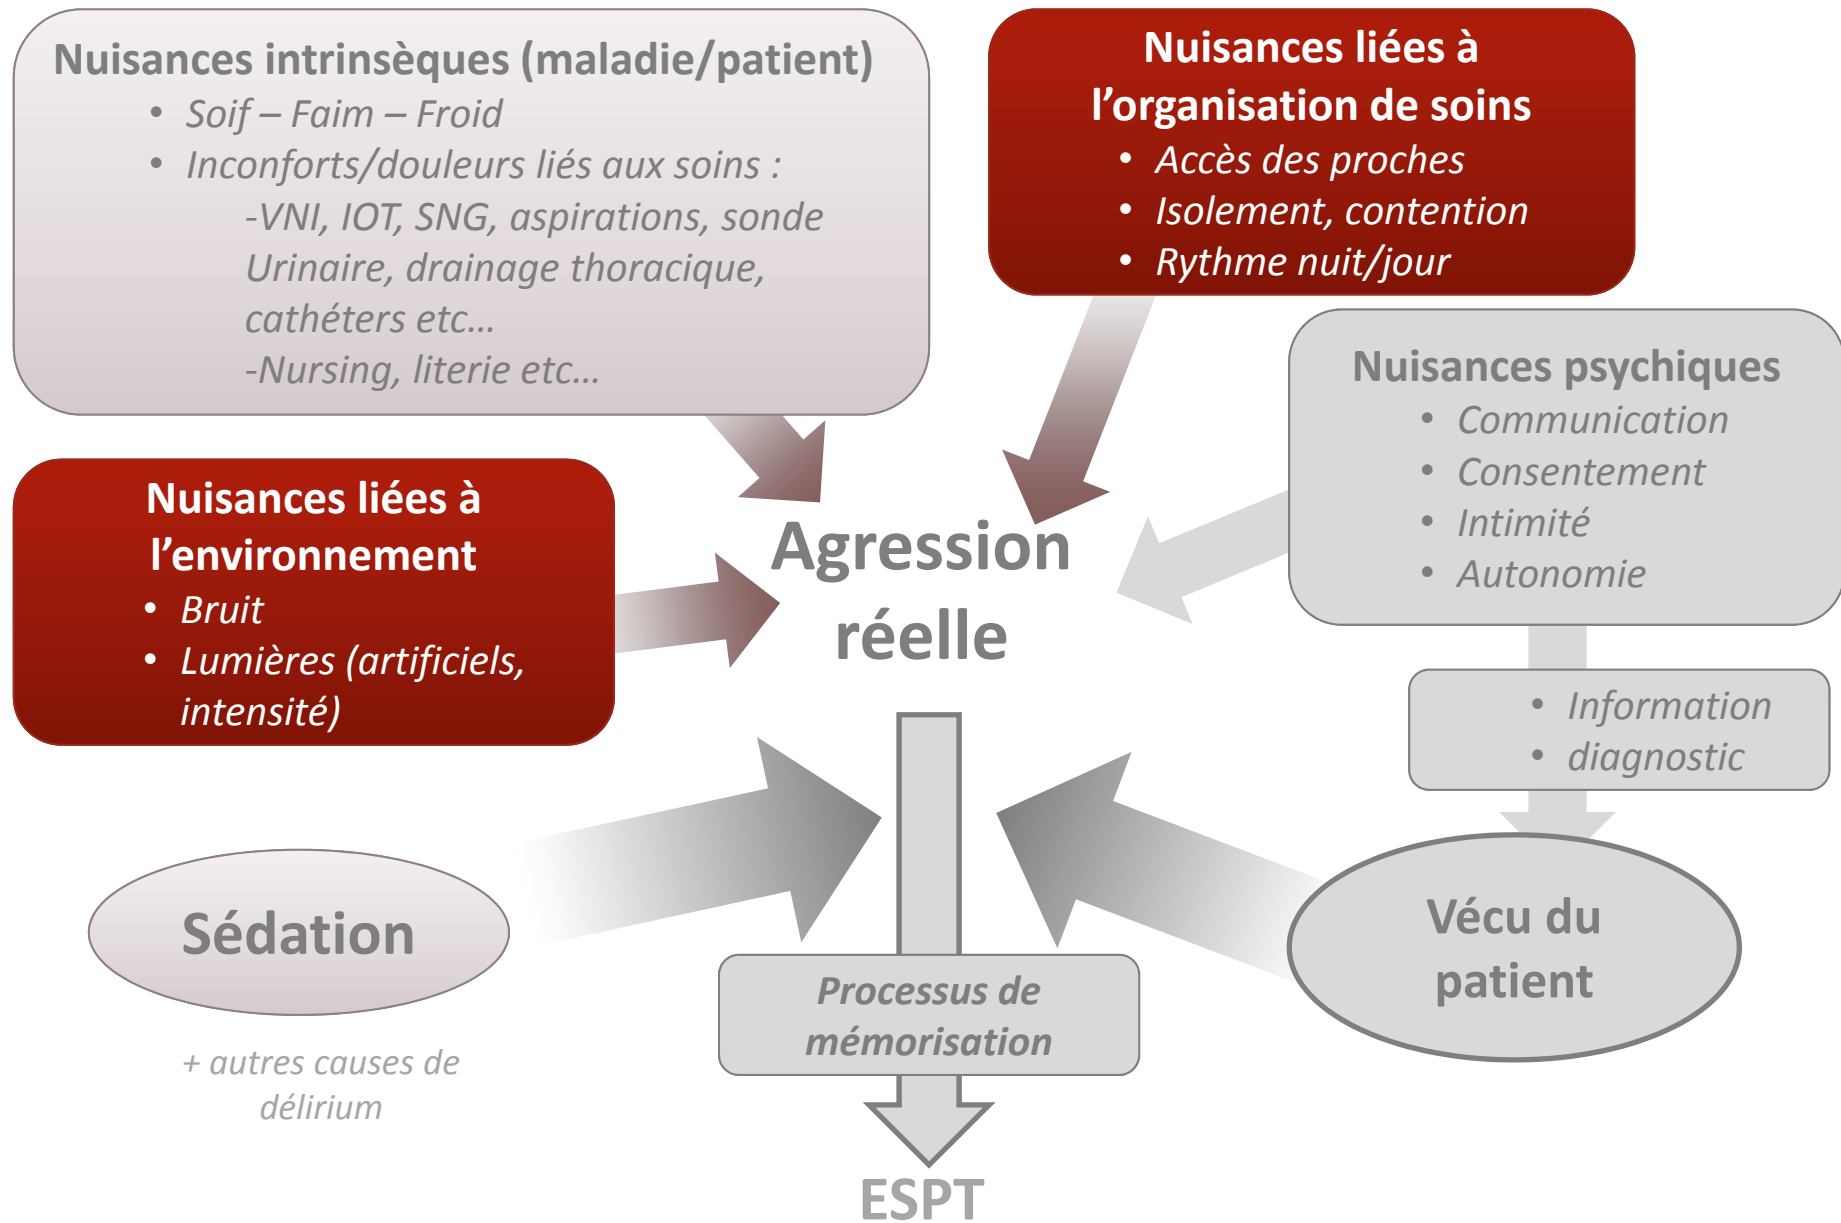 Nuisances intrinsèques (maladie/patient)
• Soif – Faim – Froid
• Inconforts/douleurs liés aux soins :
-VNI, IOT, SNG, aspirations, sonde
Urinaire, drainage thoracique,
cathéters etc…
-Nursing, literie etc…
Nuisances liées à
l’organisation de soins
• Accès des proches
• Isolement, contention
• Rythme nuit/jour
Nuisances psychiques
• Communication
• Consentement
• Intimité
• Autonomie
Nuisances liées à
l’environnement
• Bruit
• Lumières (artificiels,
intensité)
Agression
réelle
• Information
• diagnostic
Sédation
+ autres causes de
délirium
Vécu du
patient
Processus de
mémorisation
ESPT